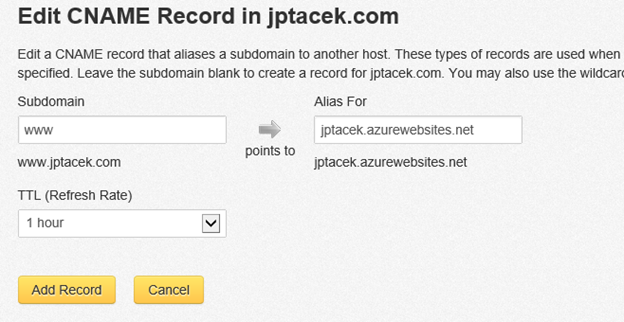 Edit CNAME Record in jptacek.com
Edit a CNAME record that aliases a subdomain to another host. These types of records are used when
specified. Leave the subdomain blank to create a record for jptacek.com. You may also use the wildcard
Subdomain
Alias For
www
points to
jptacek.azurewebsites.net
www.jptacek.com
jptacek.azurewebsites.net
TTL (Refresh Rate)
1 hour
Add Record
Cancel